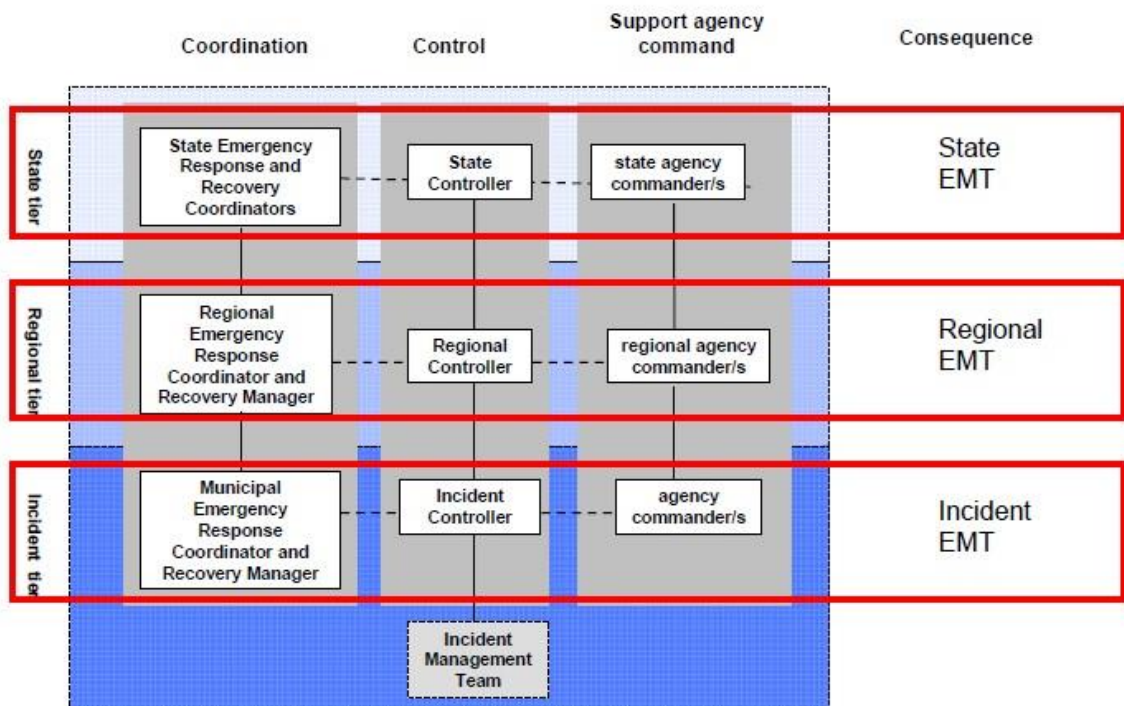 Coordination
Control
Support agency
command
Consequence
State tier
State Emergency
Response and
Recovery
Coordinators
State
Controller
state agency
commander/s
State
EMT
Regional tier
Regional
Emergency
Response
Coordinator and
Recovery Manager
Regional
Controller
regional agency
commander/s
Regional
EMT
Incident tier
Municipal
Emergency
Response
Coordinator and
Recovery Manager
Incident
Controller
agency
commander/s
Incident
EMT
Incident
Management
Team